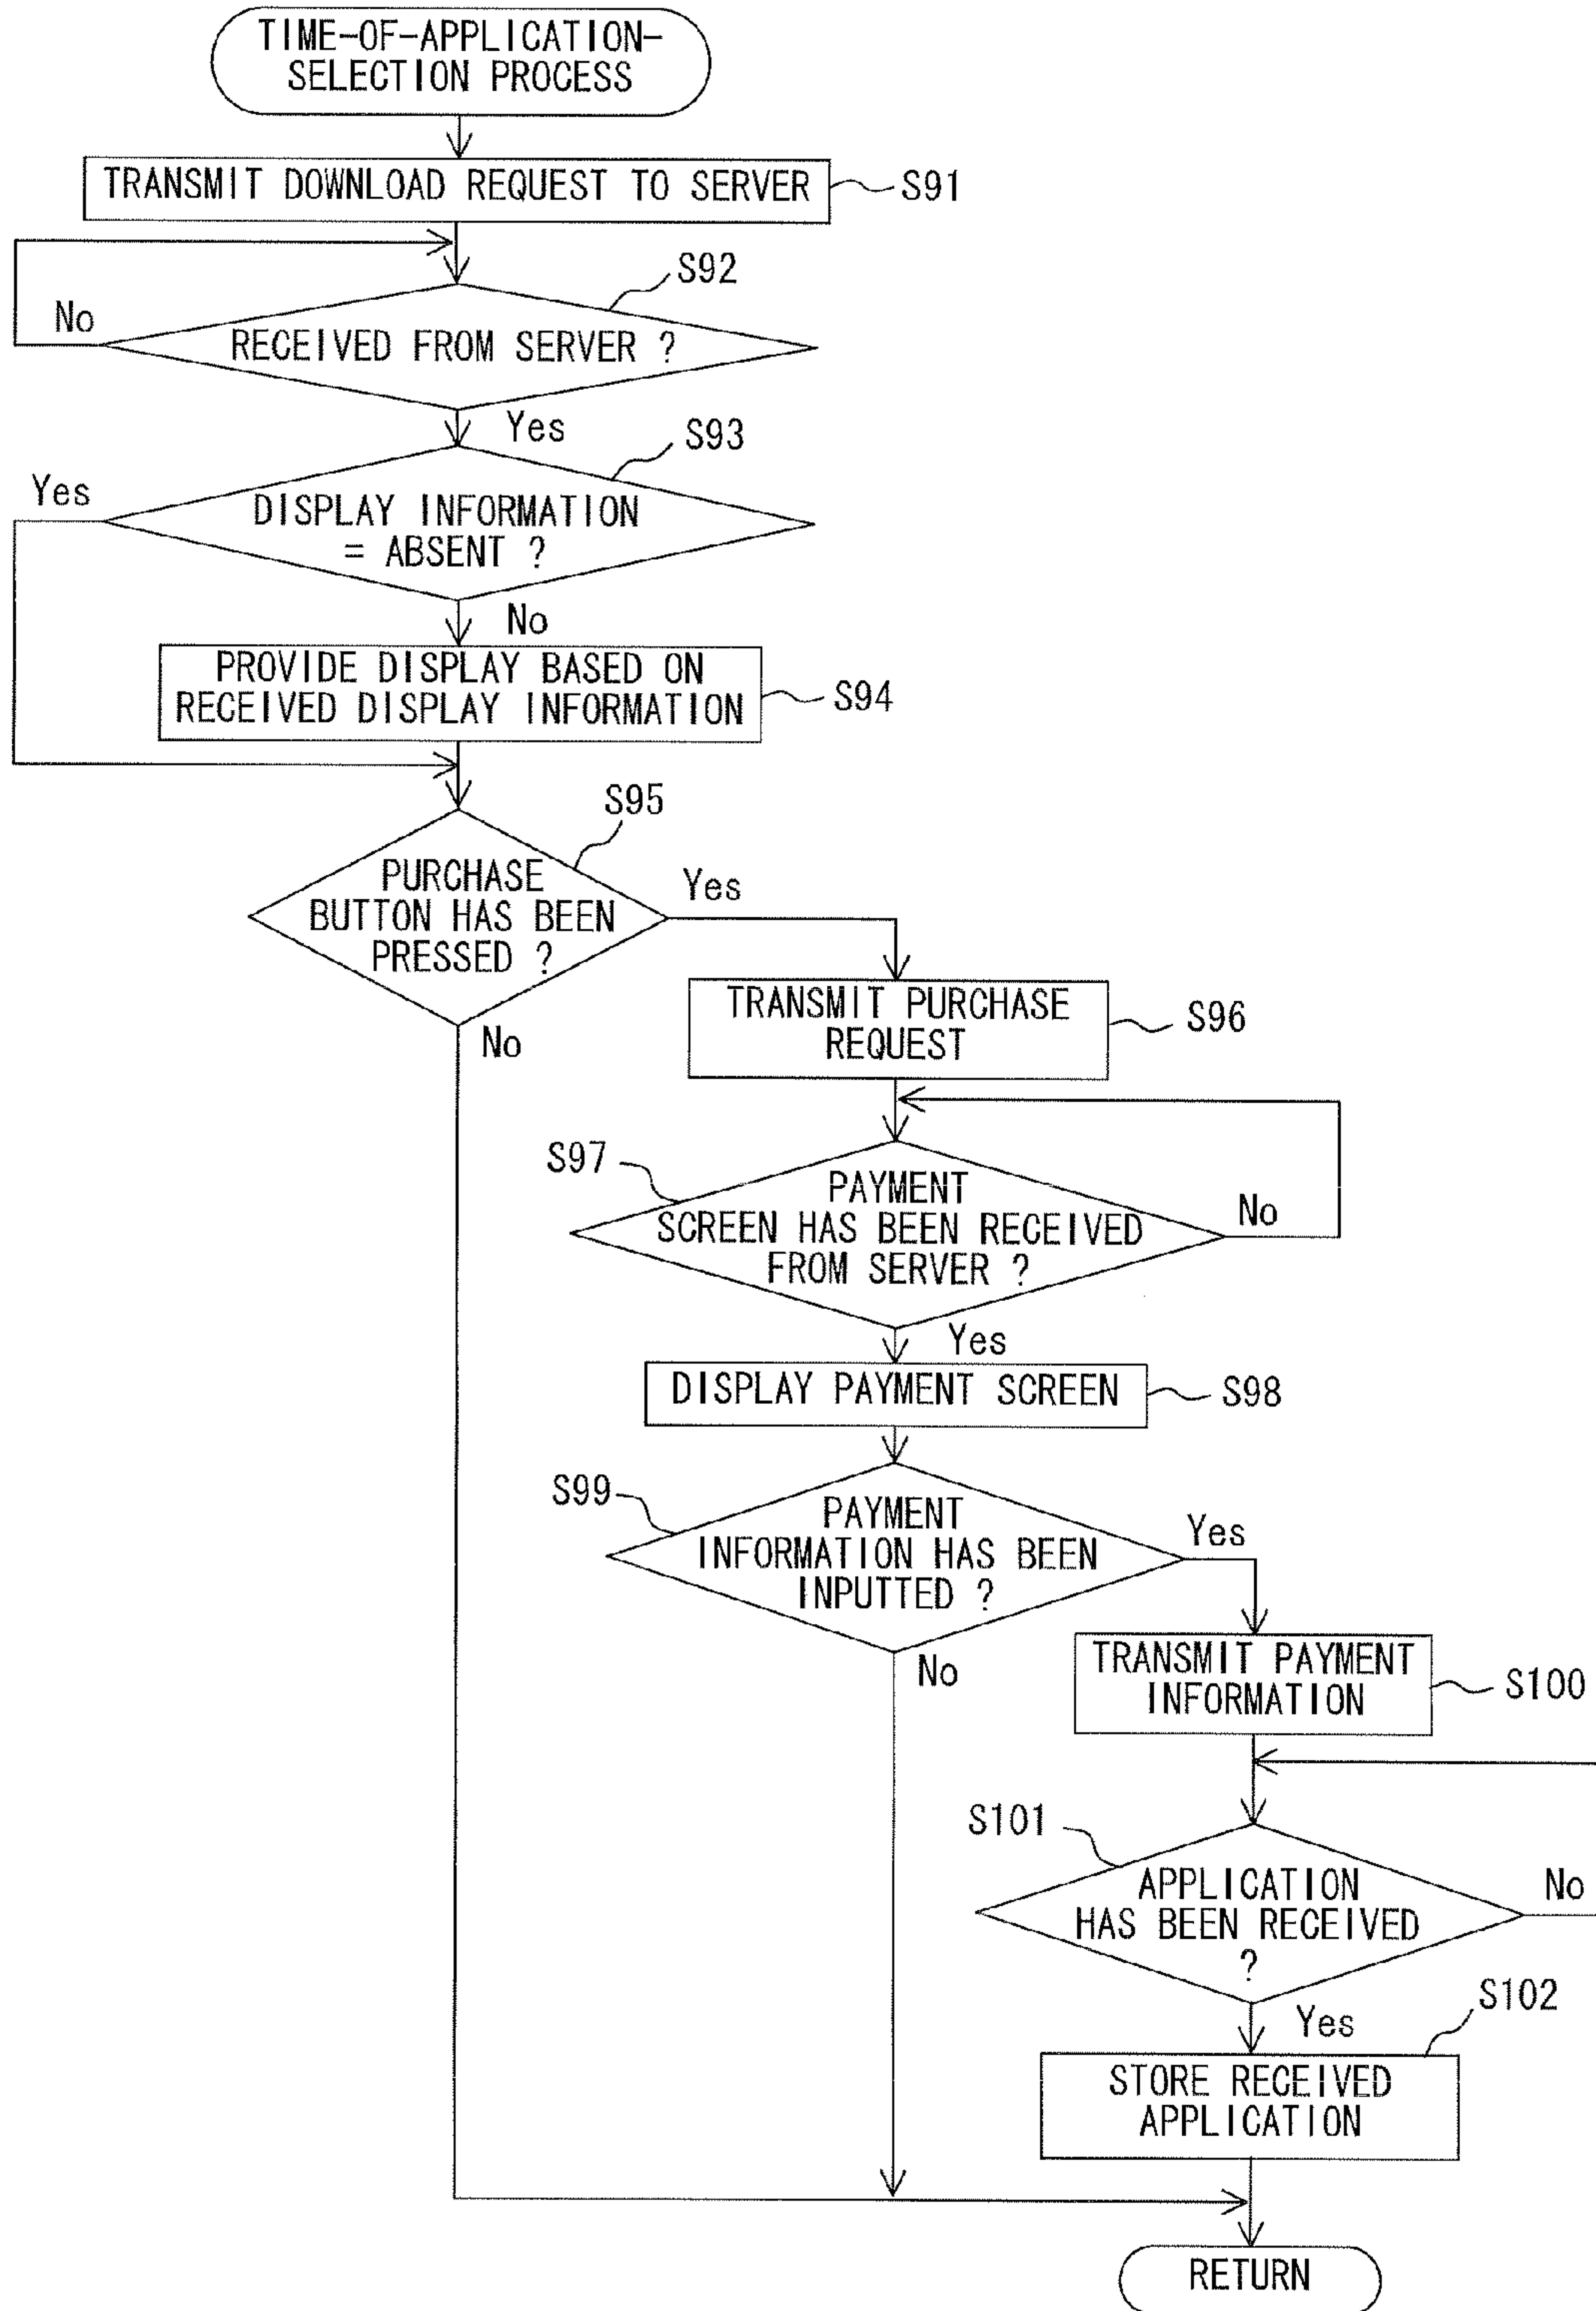 TIME-OF-APPLICATION-
SELECTION PROCESS
TRANSMIT DOWNLOAD REQUEST TO SERVER
S91
S92
No
RECEIVED FROM SERVER ?
Yes
S93
Yes
DISPLAY INFORMATION
= ABSENT ?
No
PROVIDE DISPLAY BASED ON
RECEIVED DISPLAY INFORMATION
S94
S95
PURCHASE
BUTTON HAS BEEN
PRESSED ?
Yes
No
TRANSMIT PURCHASE
REQUEST
S96
S97
PAYMENT
SCREEN HAS BEEN RECEIVED
FROM SERVER ?
No
Yes
DISPLAY PAYMENT SCREEN
S98
S99
PAYMENT
INFORMATION HAS BEEN
INPUTTED ?
Yes
No
TRANSMIT PAYMENT
INFORMATION
S100
S101
APPLICATION
HAS BEEN RECEIVED
?
No
Yes
S102
STORE RECEIVED
APPLICATION
RETURN